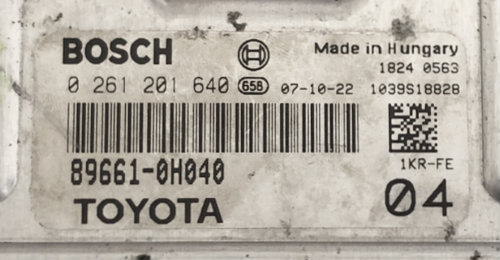 BOSCH Made in Hungary
1824 0563
0 261 201 640 658 07-10-22 1039S18828
89661-0H040 1KR-FE
TOYOTA 04